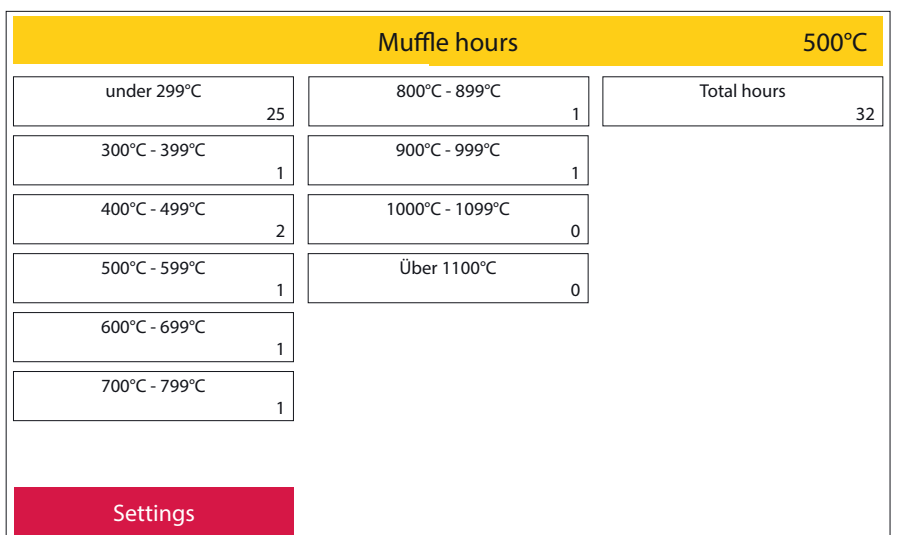 Muffle hours 500°C
under 299°C
25
300°C - 399°C
1
400°C - 499°C
2
500°C - 599°C
1
600°C - 699°C
1
700°C - 799°C
1
800°C - 899°C
1
900°C - 999°C
1
1000°C - 1099°C
0
Über 1100°C
0
Total hours
32
Settings